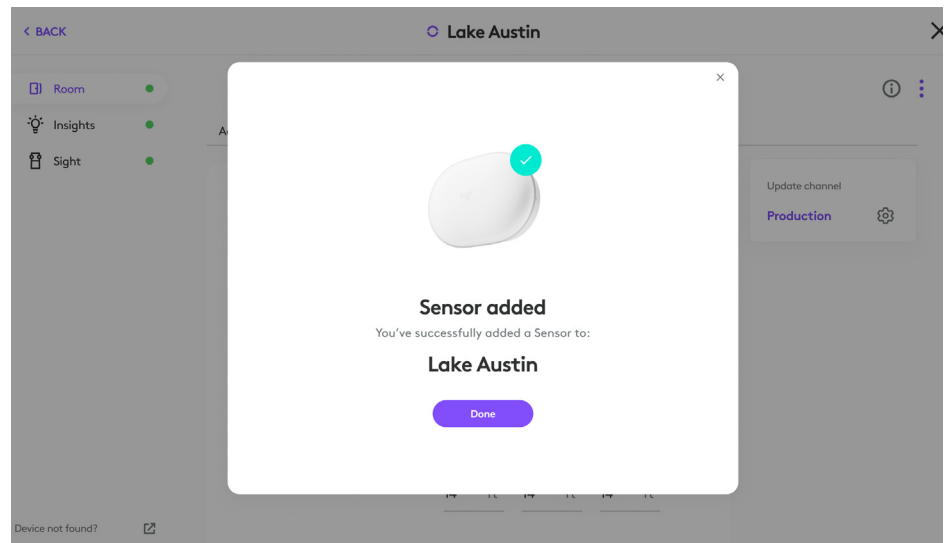 BACK
Lake Austin
Room
Insights
Sight
Update channel
Production
Sensor added
You've successfully added a Sensor to:
Lake Austin
Done
Device not found?